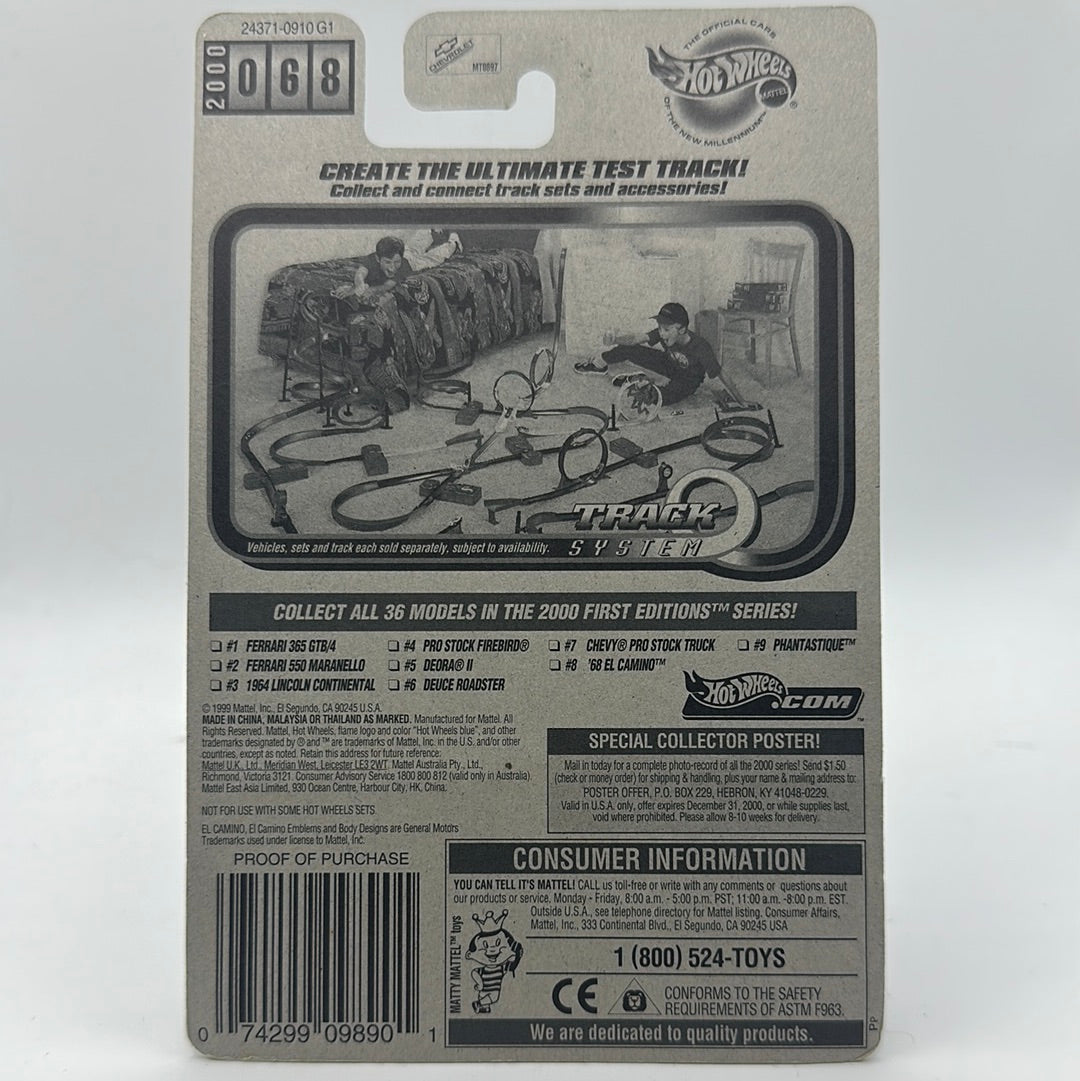 24371-0910 G1
2000
068
CHEVROLET
MT0897
THE OFFICIAL CARS
Hot Wheels
MATTEL
®
OF THE NEW MILLENNIUM™
CREATE THE ULTIMATE TEST TRACK!
Collect and connect track sets and accessories!
TRACK
SYSTEM
Vehicles, sets and track each sold separately, subject to availability.
COLLECT ALL 36 MODELS IN THE 2000 FIRST EDITIONS™ SERIES!
#1 FERRARI 365 GTB/4
#2 FERRARI 550 MARANELLO
#3 1964 LINCOLN CONTINENTAL
#4 PRO STOCK FIREBIRD®
#5 DEORA® II
#6 DEUCE ROADSTER
#7 CHEVY® PRO STOCK TRUCK
#8 '68 EL CAMINO™
#9 PHANTASTIQUE™
Hot Wheels
.COM
™
© 1999 Mattel, Inc., El Segundo, CA 90245 U.S.A.
MADE IN CHINA, MALAYSIA OR THAILAND AS MARKED. Manufactured for Mattel. All
Rights Reserved. Mattel, Hot Wheels, flame logo and color "Hot Wheels blue", and other
trademarks designated by ® and ™ are trademarks of Mattel, Inc. in the U.S. and/or other
countries, except as noted. Retain this address for future reference:
Mattel U.K., Ltd., Meridian West, Leicester LE3 2WT. Mattel Australia Pty., Ltd.,
Richmond, Victoria 3121. Consumer Advisory Service 1800 800 812 (valid only in Australia).
Mattel East Asia Limited, 930 Ocean Centre, Harbour City, HK, China.
NOT FOR USE WITH SOME HOT WHEELS SETS.
EL CAMINO, El Camino Emblems and Body Designs are General Motors
Trademarks used under license to Mattel, Inc.
SPECIAL COLLECTOR POSTER!
Mail in today for a complete photo-record of all the 2000 series! Send $1.50
(check or money order) for shipping & handling, plus your name & mailing address to:
POSTER OFFER, P.O. BOX 229, HEBRON, KY 41048-0229.
Valid in U.S.A. only, offer expires December 31, 2000, or while supplies last,
void where prohibited. Please allow 8-10 weeks for delivery.
PROOF OF PURCHASE
0 74299 09890 1
CONSUMER INFORMATION
YOU CAN TELL IT'S MATTEL! CALL us toll-free or write with any comments or questions about
our products or service, Monday - Friday, 8:00 a.m. - 5:00 p.m. PST; 11:00 a.m. -8:00 p.m. EST.
Outside U.S.A., see telephone directory for Mattel listing. Consumer Affairs,
Mattel, Inc., 333 Continental Blvd., El Segundo, CA 90245 USA
MATTY MATTEL™ toys
1 (800) 524-TOYS
CE
CONFORMS TO THE SAFETY
REQUIREMENTS OF ASTM F963.
We are dedicated to quality products.
PP